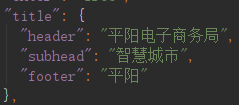 "title": {
"header": "平阳电子商务局",
"subhead": "智慧城市",
"footer": "平阳"
},